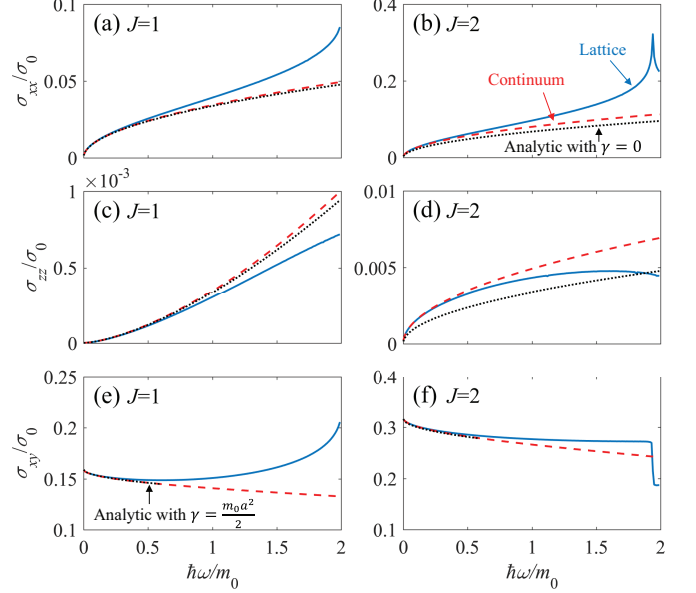 (a) J=1
(b) J=2
0.1
0.05
0
σxx/σ0
0.4
0.2
0
Lattice
Continuum
Analytic with γ = 0
×10⁻³
(c) J=1
(d) J=2
1
0.5
0
σzz/σ0
0.01
0.005
0
(e) J=1
(f) J=2
0.25
0.2
0.15
0.1
σxy/σ0
0.4
0.3
0.2
0.1
Analytic with γ = m₀a²/2
0 0.5 1 1.5 2
0 0.5 1 1.5 2
ħω/m₀
ħω/m₀